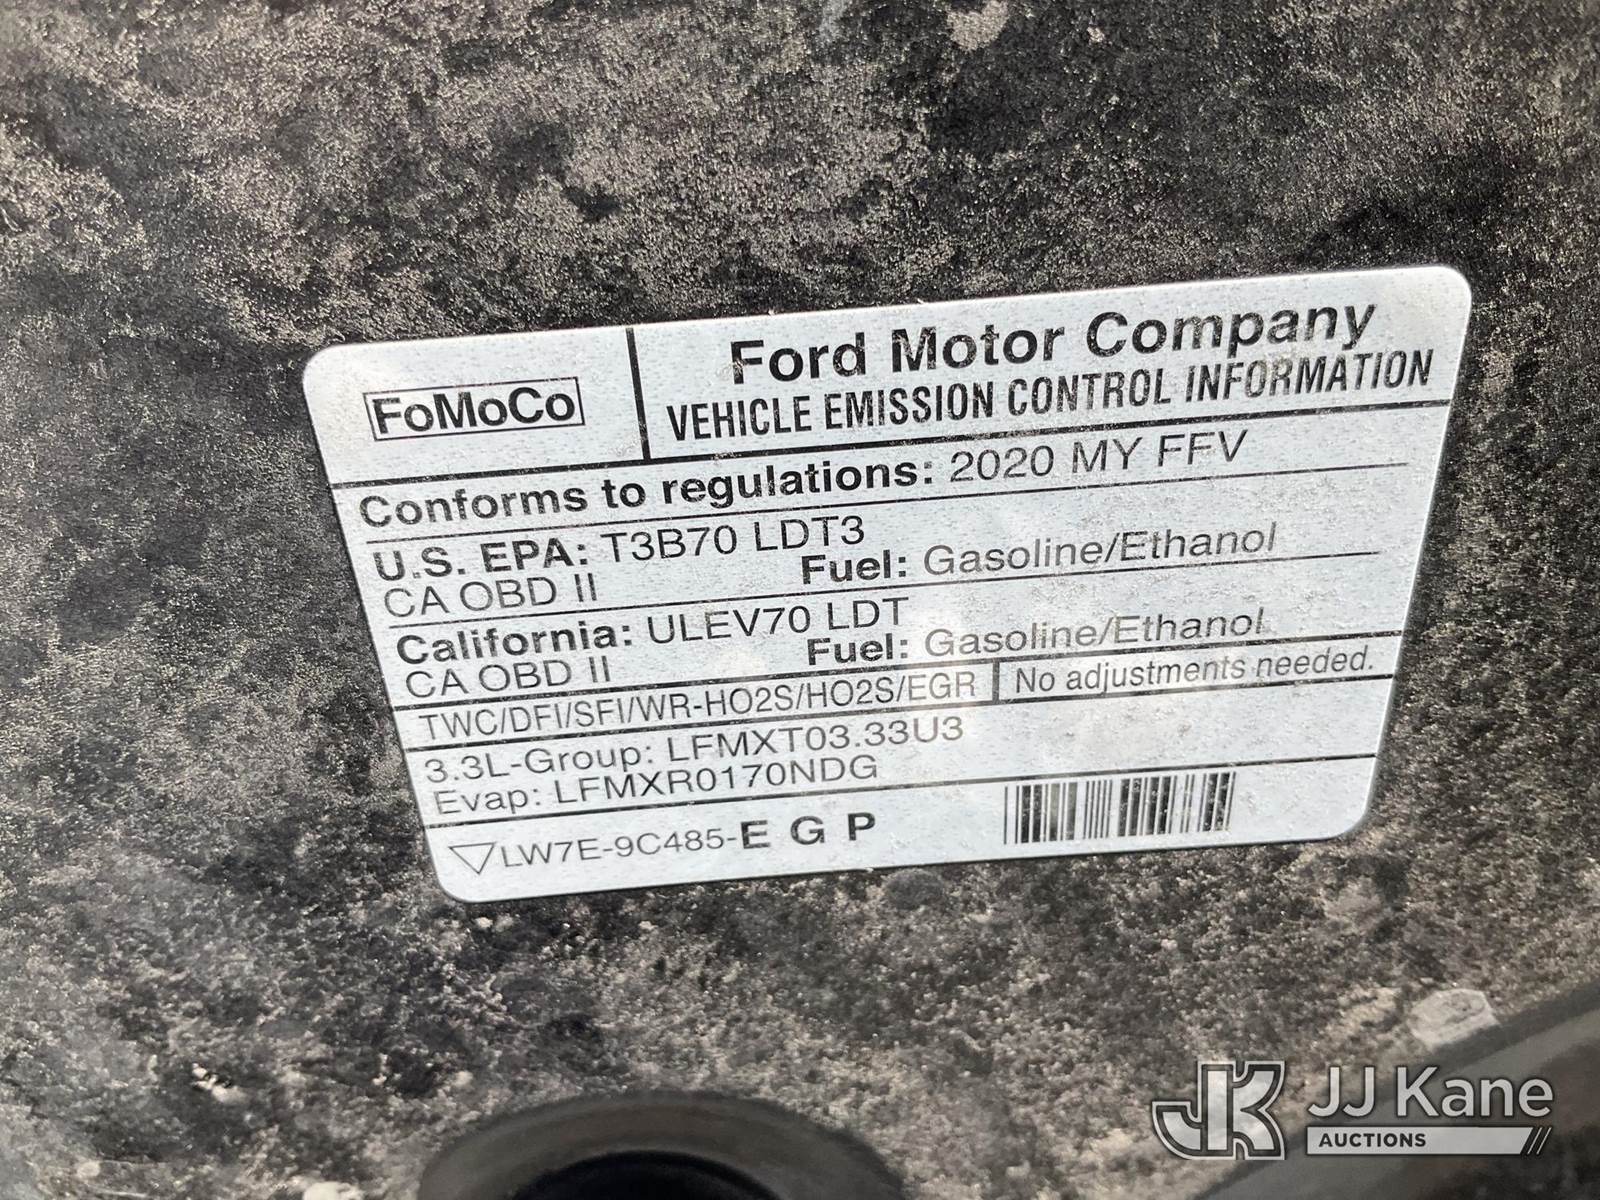 FoMoCo
Ford Motor Company
VEHICLE EMISSION CONTROL INFORMATION
Conforms to regulations: 2020 MY FFV
U.S. EPA: T3B70 LDT3
CA OBD II Fuel: Gasoline/Ethanol
California: ULEV70 LDT
CA OBD II Fuel: Gasoline/Ethanol
TWC/DFI/SFI/WR-HO2S/HO2S/EGR No adjustments needed.
3.3L-Group: LFMXT03.33U3
Evap: LFMXR0170NDG
LW7E-9C485-E G P
JK JJ Kane
AUCTIONS